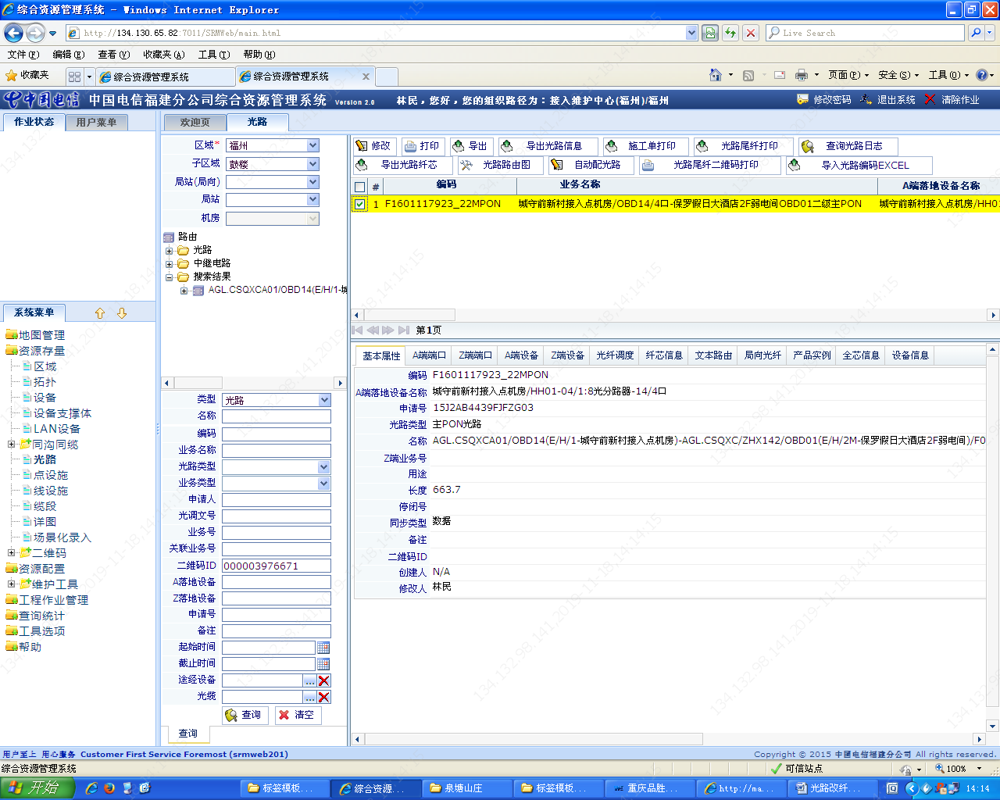 综合资源管理系统 - Windows Internet Explorer
http://134.130.65.82:7011/SRMWeb/main.html
Live Search
文件(F) 编辑(E) 查看(V) 收藏夹(A) 工具(T) 帮助(H)
收藏夹 综合资源管理系统 综合资源管理系统 页面(P) 安全(S) 工具(O)
中国电信 中国电信福建分公司综合资源管理系统 Version 2.0 林民，您好，您的组织路径为：接入维护中心(福州)/福州 修改密码 退出系统 清除作业
作业状态 用户菜单 欢迎页 光路
区域* 福州
子区域 鼓楼
局站(局向)
局站
机房
修改 打印 导出 导出光路信息 施工单打印 光路尾纤打印 查询光路日志
导出光路纤芯 光路路由图 自动配光路 光路尾纤二维码打印 导入光路编码EXCEL
# 编码 业务名称 A端落地设备名称
1 F1601117923_22MPON 城守前新村接入点机房/OBD14/4口-保罗假日大酒店2F弱电间OBD01二级主PON 城守前新村接入点机房/HH01
路由
光路
中继电路
搜索结果
AGL.CSQXCA01/OBD14(E/H/1-城
系统菜单
地图管理
资源存量
区域
拓扑
设备
设备支撑体
LAN设备
同沟同缆
光路
点设施
线设施
缆段
详图
场景化录入
二维码
资源配置
维护工具
工程作业管理
查询统计
工具选项
帮助
类型 光路
名称
编码
业务名称
光路类型
业务类型
申请人
光调文号
业务号
关联业务号
二维码ID 000003976671
A落地设备
Z落地设备
申请号
备注
起始时间
截止时间
途经设备 ...
光缆 ...
查询 清空
查询
第1页
基本属性 A端端口 Z端端口 A端设备 Z端设备 光纤调度 纤芯信息 文本路由 局向光纤 产品实例 全芯信息 设备信息
编码 F1601117923_22MPON
A端落地设备名称 城守前新村接入点机房/HH01-04/1:8光分路器-14/4口
申请号 15J2AB4439FJFZG03
光路类型 主PON光路
名称 AGL.CSQXCA01/OBD14(E/H/1-城守前新村接入点机房)-AGL.CSQXC/ZHX142/OBD01(E/H/2M-保罗假日大酒店2F弱电间)/F0
Z端业务号
用途
长度 663.7
停闭号
同步类型 数据
备注
二维码ID
创建人 N/A
修改人 林民
用户至上 用心服务 Customer First Service Foremost (srmweb201) Copyright © 2015 中国电信福建分公司 All rights reserved.
综合资源管理系统 可信站点 100%
开始 标签模板... 综合资源... 泉塘山庄 标签模板... 重庆品胜... http://ma... 光路改纤... 14:14
134.132.98.141,2019-11-18,14:14:15